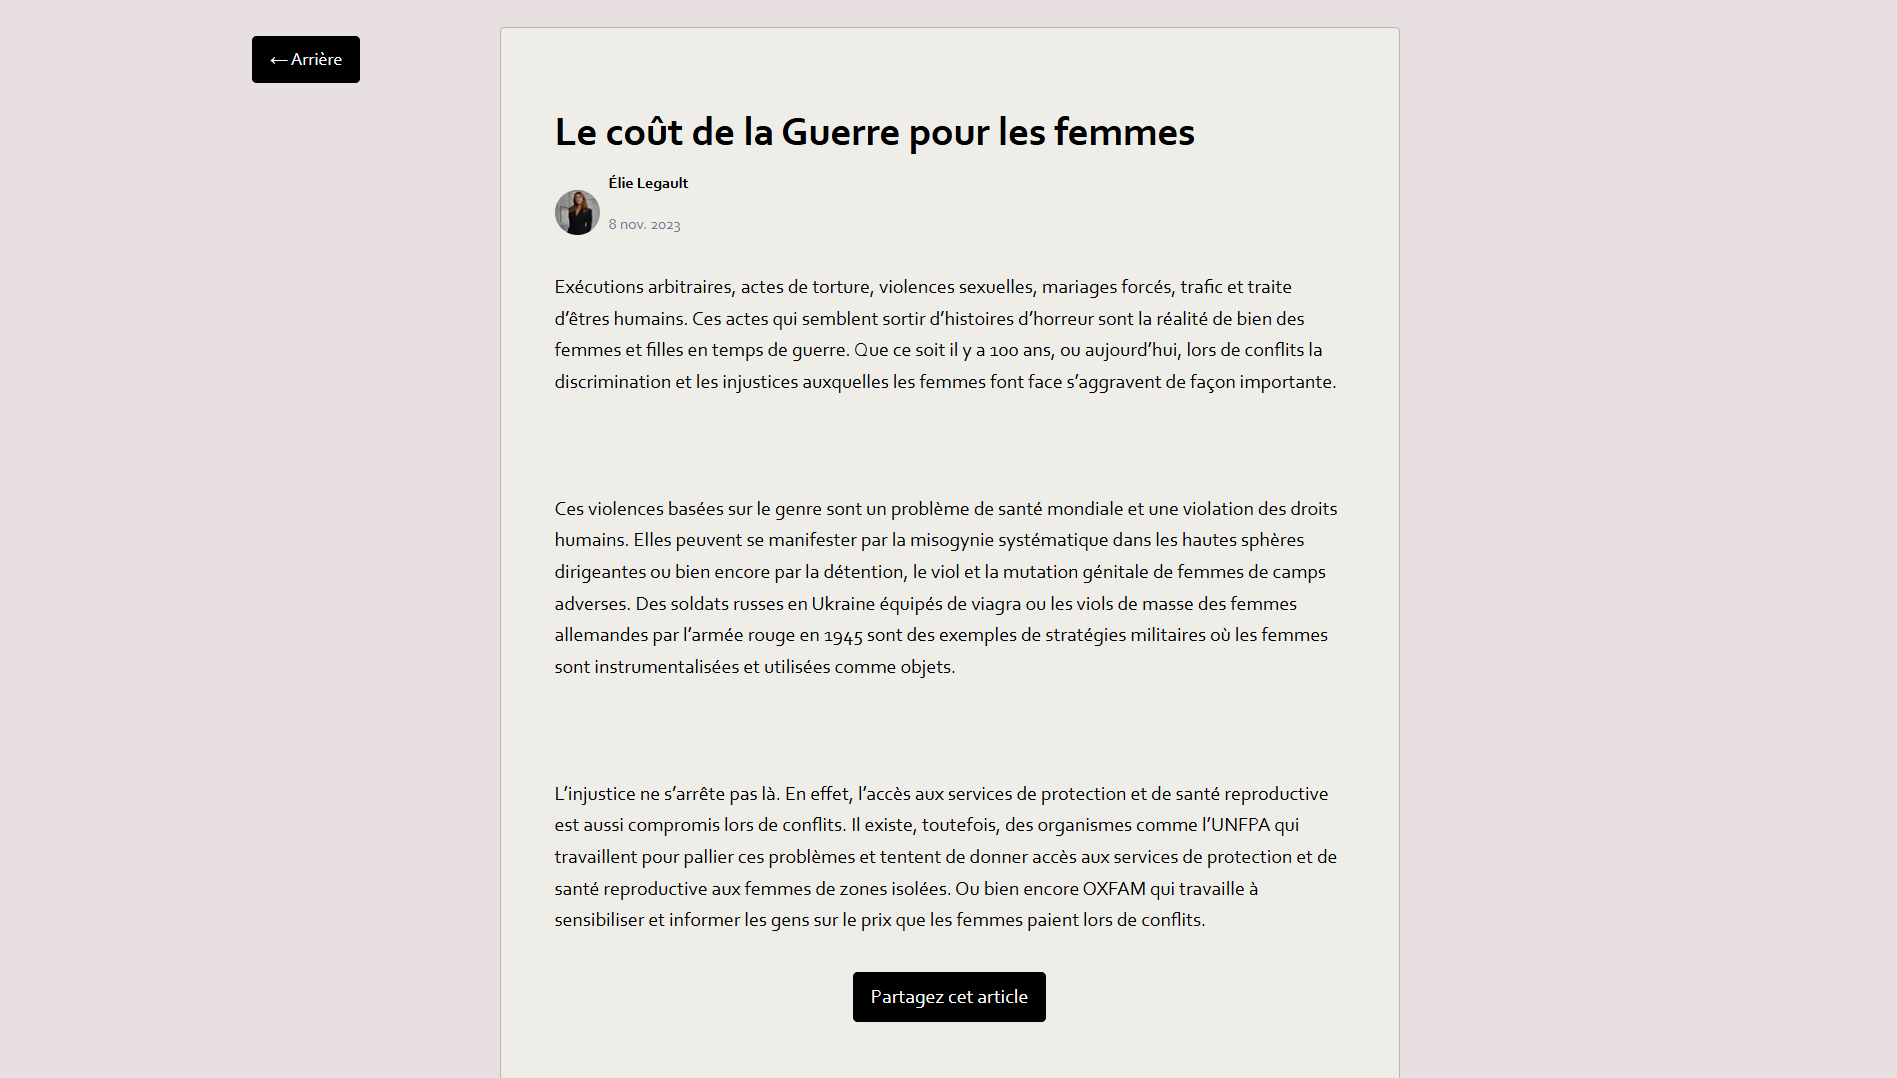 ← Arrière
Le coût de la Guerre pour les femmes
Élie Legault
8 nov. 2023
Exécutions arbitraires, actes de torture, violences sexuelles, mariages forcés, trafic et traite
d’êtres humains. Ces actes qui semblent sortir d’histoires d’horreur sont la réalité de bien des
femmes et filles en temps de guerre. Que ce soit il y a 100 ans, ou aujourd’hui, lors de conflits la
discrimination et les injustices auxquelles les femmes font face s’aggravent de façon importante.
Ces violences basées sur le genre sont un problème de santé mondiale et une violation des droits
humains. Elles peuvent se manifester par la misogynie systématique dans les hautes sphères
dirigeantes ou bien encore par la détention, le viol et la mutation génitale de femmes de camps
adverses. Des soldats russes en Ukraine équipés de viagra ou les viols de masse des femmes
allemandes par l’armée rouge en 1945 sont des exemples de stratégies militaires où les femmes
sont instrumentalisées et utilisées comme objets.
L’injustice ne s’arrête pas là. En effet, l’accès aux services de protection et de santé reproductive
est aussi compromis lors de conflits. Il existe, toutefois, des organismes comme l’UNFPA qui
travaillent pour pallier ces problèmes et tentent de donner accès aux services de protection et de
santé reproductive aux femmes de zones isolées. Ou bien encore OXFAM qui travaille à
sensibiliser et informer les gens sur le prix que les femmes paient lors de conflits.
Partagez cet article